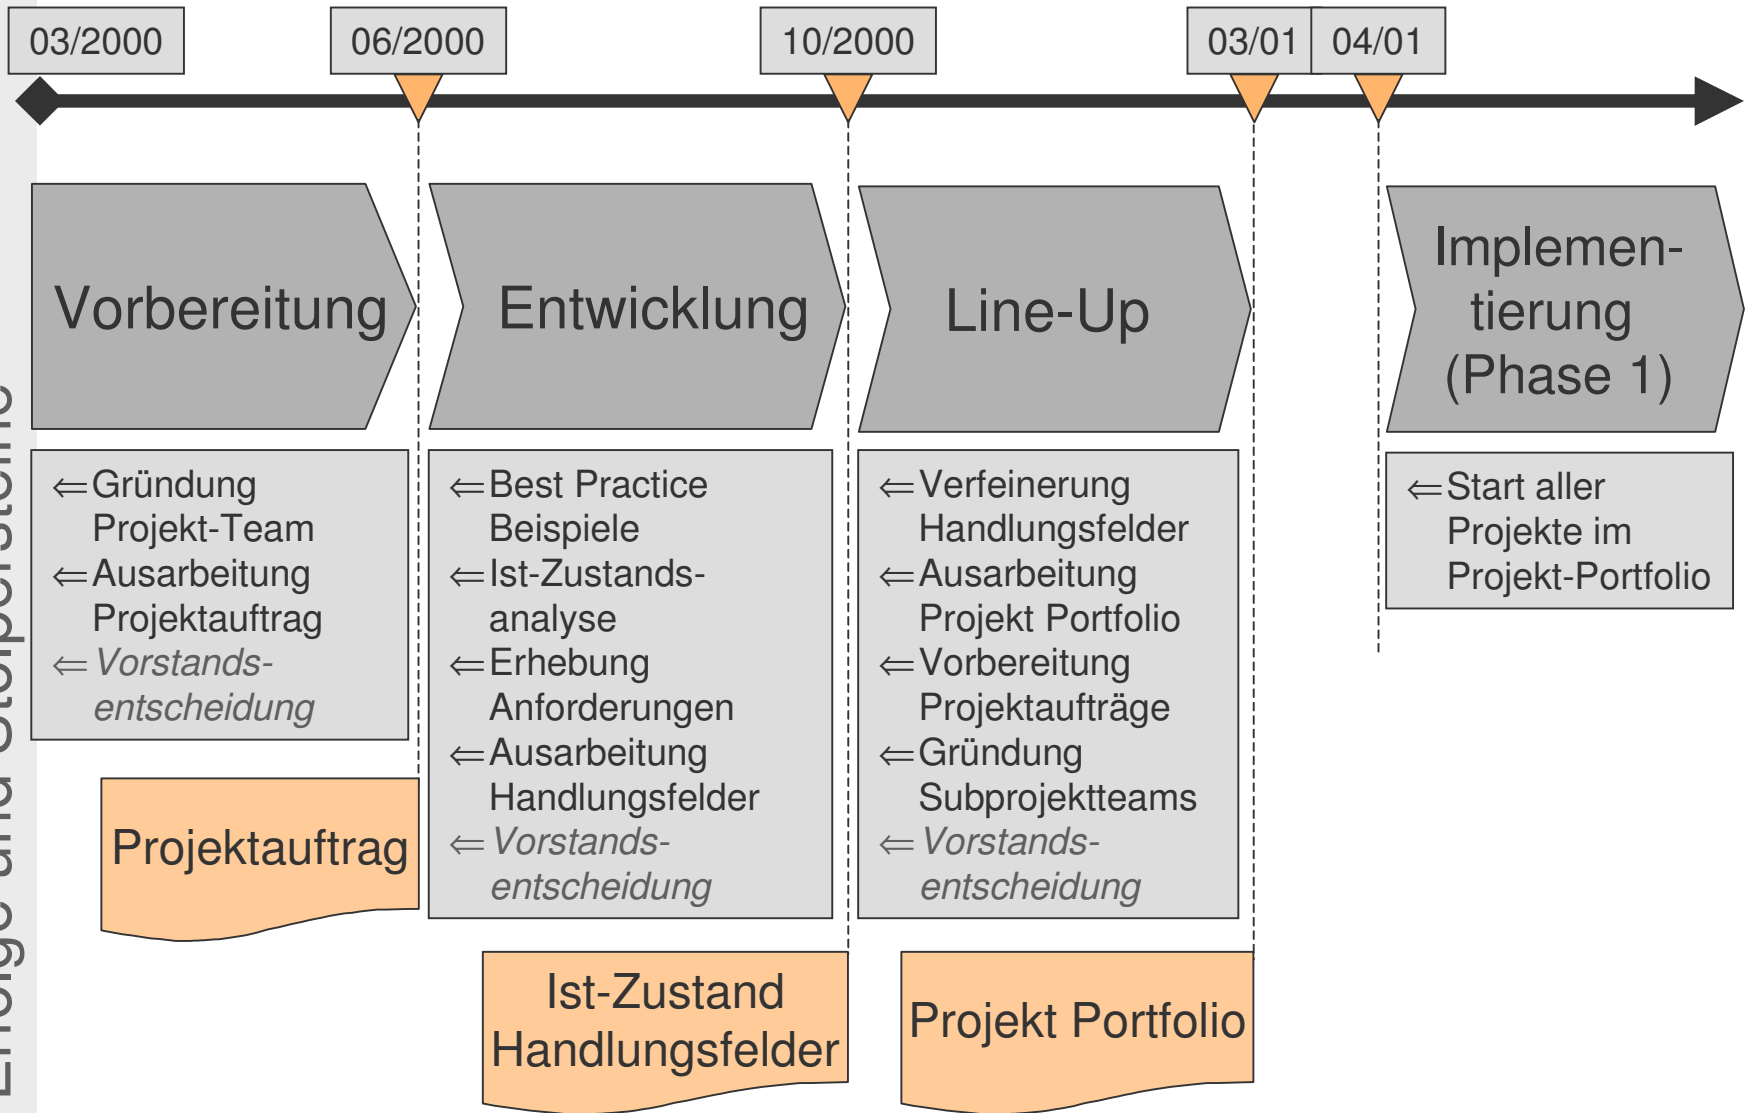 03/2000
06/2000
10/2000
03/01
04/01
Vorbereitung
Entwicklung
Line-Up
Implemen-
tierung
(Phase 1)
⇐Gründung
Projekt-Team
⇐Ausarbeitung
Projektauftrag
⇐Vorstands-
entscheidung
⇐Best Practice
Beispiele
⇐Ist-Zustands-
analyse
⇐Erhebung
Anforderungen
⇐Ausarbeitung
Handlungsfelder
⇐Vorstands-
entscheidung
⇐Verfeinerung
Handlungsfelder
⇐Ausarbeitung
Projekt Portfolio
⇐Vorbereitung
Projektaufträge
⇐Gründung
Subprojektteams
⇐Vorstands-
entscheidung
⇐Start aller
Projekte im
Projekt-Portfolio
Projektauftrag
Ist-Zustand
Handlungsfelder
Projekt Portfolio
und